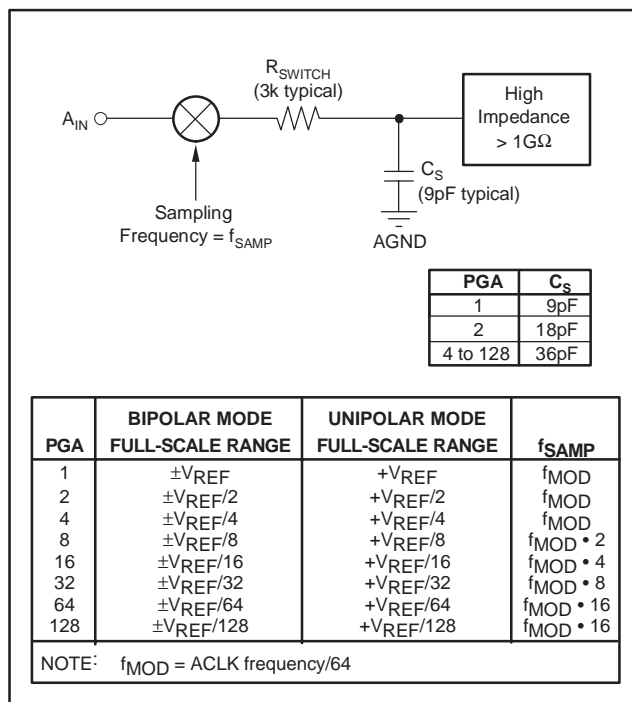 R_SWITCH
(3k typical)
A_IN
High
Impedance
> 1GΩ
C_S
(9pF typical)
Sampling
Frequency = f_SAMP
AGND
PGA C_S
1 9pF
2 18pF
4 to 128 36pF
BIPOLAR MODE UNIPOLAR MODE
PGA FULL-SCALE RANGE FULL-SCALE RANGE f_SAMP
1 ±V_REF +V_REF f_MOD
2 ±V_REF/2 +V_REF/2 f_MOD
4 ±V_REF/4 +V_REF/4 f_MOD
8 ±V_REF/8 +V_REF/8 f_MOD • 2
16 ±V_REF/16 +V_REF/16 f_MOD • 4
32 ±V_REF/32 +V_REF/32 f_MOD • 8
64 ±V_REF/64 +V_REF/64 f_MOD • 16
128 ±V_REF/128 +V_REF/128 f_MOD • 16
NOTE: f_MOD = ACLK frequency/64